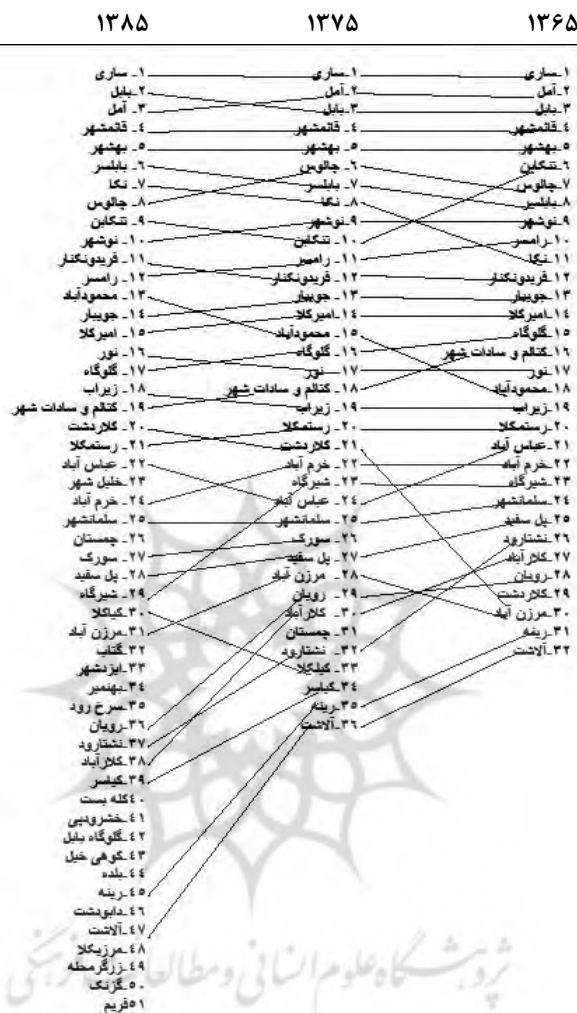 ۱۳۶۵
۱- ساری
۲-آمل
۳-بابل
۴-قائمشهر
۵-بهشهر
۶-تنکابن
۷-چالوس
۸-بابلسر
۹-نوشهر
۱۰-رامسر
۱۱-نکا
۱۲-فریدونکنار
۱۳-جویبار
۱۴-امیرکلا
۱۵-گلوگاه
۱۶-کتالم و سادات شهر
۱۷-نور
۱۸-محمودآباد
۱۹-زیراب
۲۰-رستمکلا
۲۱-عباس آباد
۲۲-خرم آباد
۲۳-شیرگاه
۲۴-سلمانشهر
۲۵-پل سفید
۲۶-نشتارود
۲۷-کلارآباد
۲۸-رویان
۲۹-کلاردشت
۳۰-مرزن آباد
۳۱-رینه
۳۲-آلاشت
۱۳۷۵
۱-ساری
۲-آمل
۳-بابل
۴- قائمشهر
۵- بهشهر
۶- چالوس
۷- بابلسر
۸- نکا
۹-نوشهر
۱۰- تنکابن
۱۱- رامسر
۱۲- فریدونکنار
۱۳- جویبار
۱۴-امیرکلا
۱۵- محمودآباد
۱۶- گلوگاه
۱۷-نور
۱۸- کتالم و سادات شهر
۱۹- زیراب
۲۰- رستمکلا
۲۱- کلاردشت
۲۲- خرم آباد
۲۳- شیرگاه
۲۴- عباس آباد
۲۵- سلمانشهر
۲۶- سورک
۲۷- پل سفید
۲۸- مرزن آباد
۲۹- رویان
۳۰- کلارآباد
۳۱- چمستان
۳۲- نشتارود
۳۳- کیاکلا
۳۴-کیاسر
۳۵-رینه
۳۶-آلاشت
۱۳۸۵
۱- ساری
۲-بابل
۳- آمل
۴- قائمشهر
۵- بهشهر
۶- بابلسر
۷- نکا
۸- چالوس
۹- تنکابن
۱۰- نوشهر
۱۱- فریدونکنار
۱۲- رامسر
۱۳- محمودآباد
۱۴- جویبار
۱۵- امیرکلا
۱۶- نور
۱۷- گلوگاه
۱۸- زیراب
۱۹- کتالم و سادات شهر
۲۰- کلاردشت
۲۱- رستمکلا
۲۲- عباس آباد
۲۳-خلیل شهر
۲۴- خرم آباد
۲۵- سلمانشهر
۲۶- چمستان
۲۷- سورک
۲۸- پل سفید
۲۹- شیرگاه
۳۰-کیاکلا
۳۱-مرزن آباد
۳۲-گتاب
۳۳-ایزدشهر
۳۴-بهنمیر
۳۵-سرخ رود
۳۶-رویان
۳۷-نشتارود
۳۸-کلارآباد
۳۹-کیاسر
۴۰-کله بست
۴۱-خشرودپی
۴۲-گلوگاه بابل
۴۳-کوهی خیل
۴۴-بلده
۴۵-رینه
۴۶-دابودشت
۴۷-آلاشت
۴۸-مرزیکلا
۴۹-زرگرمحله
۵۰-گزنک
۵۱فریم
پژوهشگاه علوم انسانی و مطالعات فرهنگی